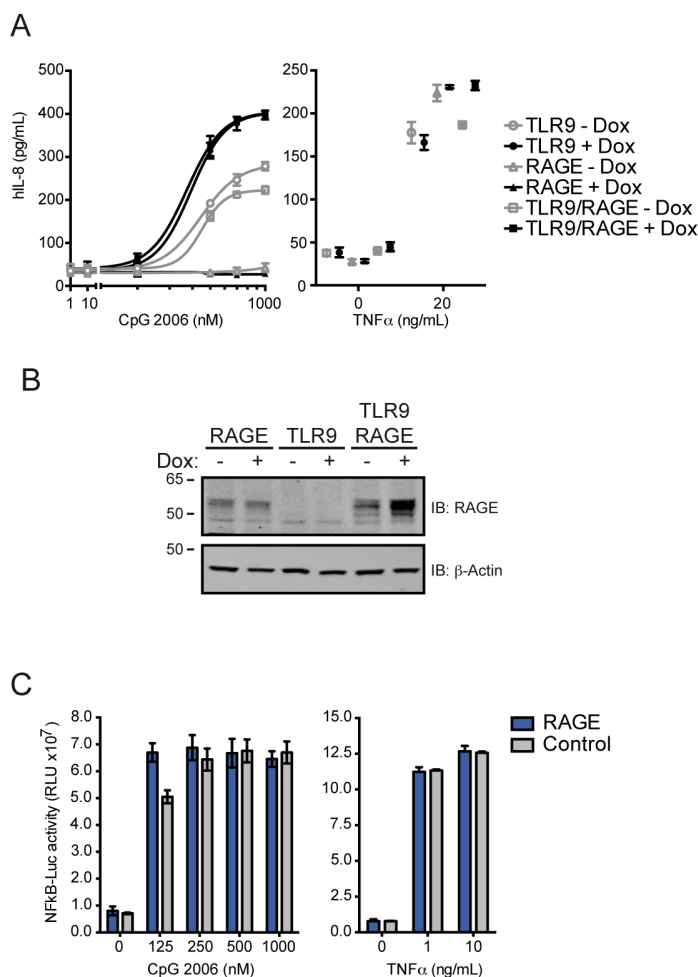 A
hIL-8 (pg/mL)
500
400
300
200
100
0
1 10 1000
CpG 2006 (nM)
250
200
150
100
50
0
0 20
TNFα (ng/mL)
TLR9 - Dox
TLR9 + Dox
RAGE - Dox
RAGE + Dox
TLR9/RAGE - Dox
TLR9/RAGE + Dox
B
TLR9
RAGE TLR9 RAGE
Dox: - + - + - +
65
50
IB: RAGE
50
IB: β-Actin
C
NFkB-Luc activity (RLU x10⁷)
8.0
7.0
6.0
5.0
4.0
3.0
2.0
1.0
0.0
0 125 250 500 1000
CpG 2006 (nM)
15.0
12.5
10.0
7.5
5.0
2.5
0.0
0 1 10
TNFα (ng/mL)
RAGE
Control